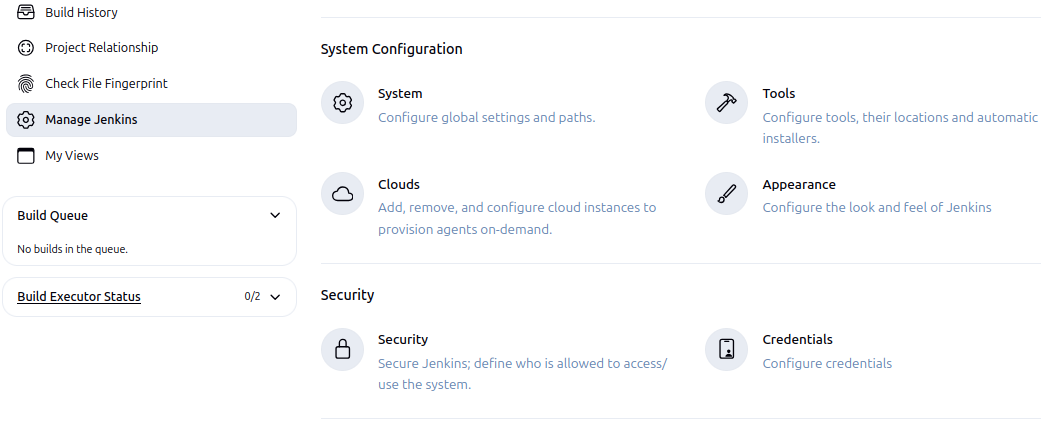 Build History
Project Relationship
Check File Fingerprint
Manage Jenkins
My Views
Build Queue
No builds in the queue.
Build Executor Status 0/2
System Configuration
System
Configure global settings and paths.
Tools
Configure tools, their locations and automatic
installers.
Clouds
Add, remove, and configure cloud instances to
provision agents on-demand.
Appearance
Configure the look and feel of Jenkins
Security
Security
Secure Jenkins; define who is allowed to access/
use the system.
Credentials
Configure credentials